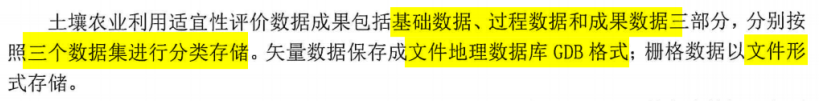 土壤农业利用适宜性评价数据成果包括基础数据、过程数据和成果数据三部分，分别按
照三个数据集进行分类存储。矢量数据保存成文件地理数据库 GDB 格式；栅格数据以文件形
式存储。